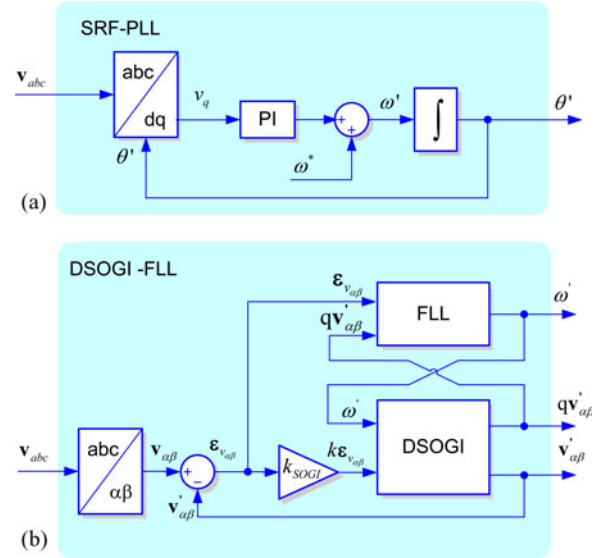 SRF-PLL
v_abc
abc
dq
v_q
PI
+
+
ω'
∫
θ'
θ'
ω*
(a)
DSOGI -FLL
ε_vαβ
qv'_αβ
FLL
ω'
ω'
DSOGI
qv'_αβ
v'_αβ
v_abc
abc
αβ
v_αβ
+
−
ε_vαβ
k_SOGI
kε_vαβ
v'_αβ
(b)